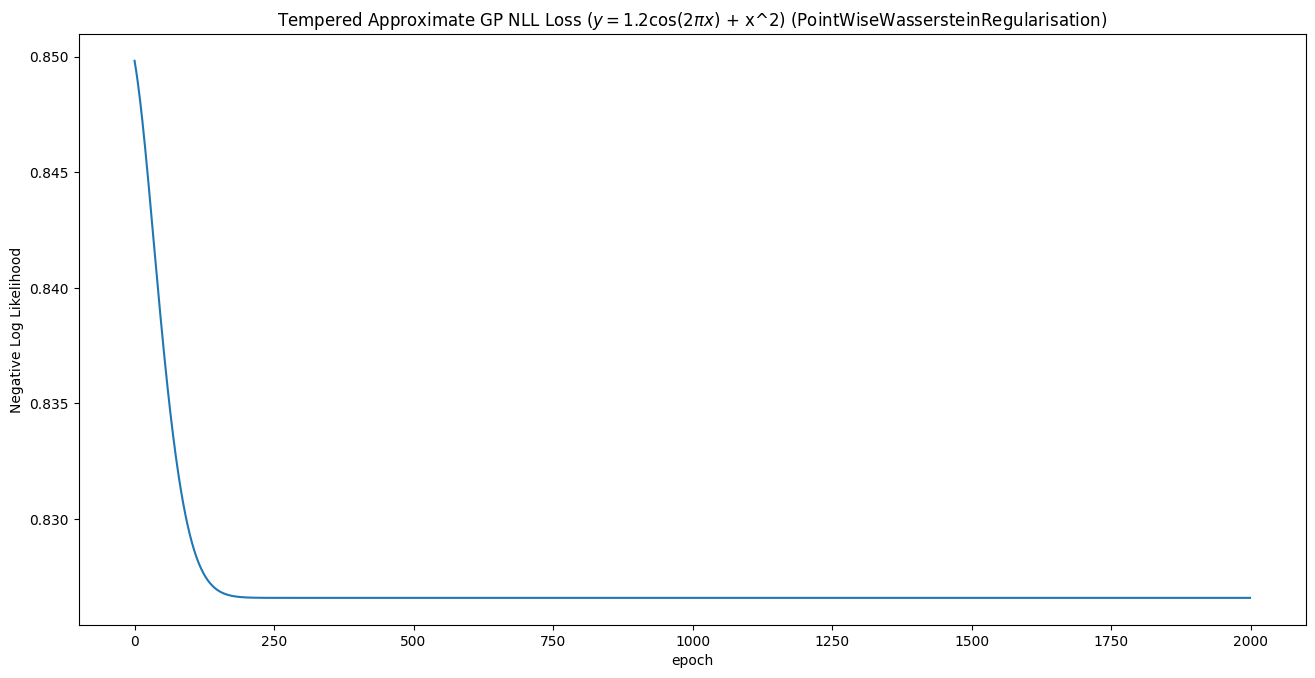 Tempered Approximate GP NLL Loss (y = 1.2cos(2πx) + x^2) (PointWiseWassersteinRegularisation)
0.850
0.845
0.840
0.835
0.830
Negative Log Likelihood
0 250 500 750 1000 1250 1500 1750 2000
epoch